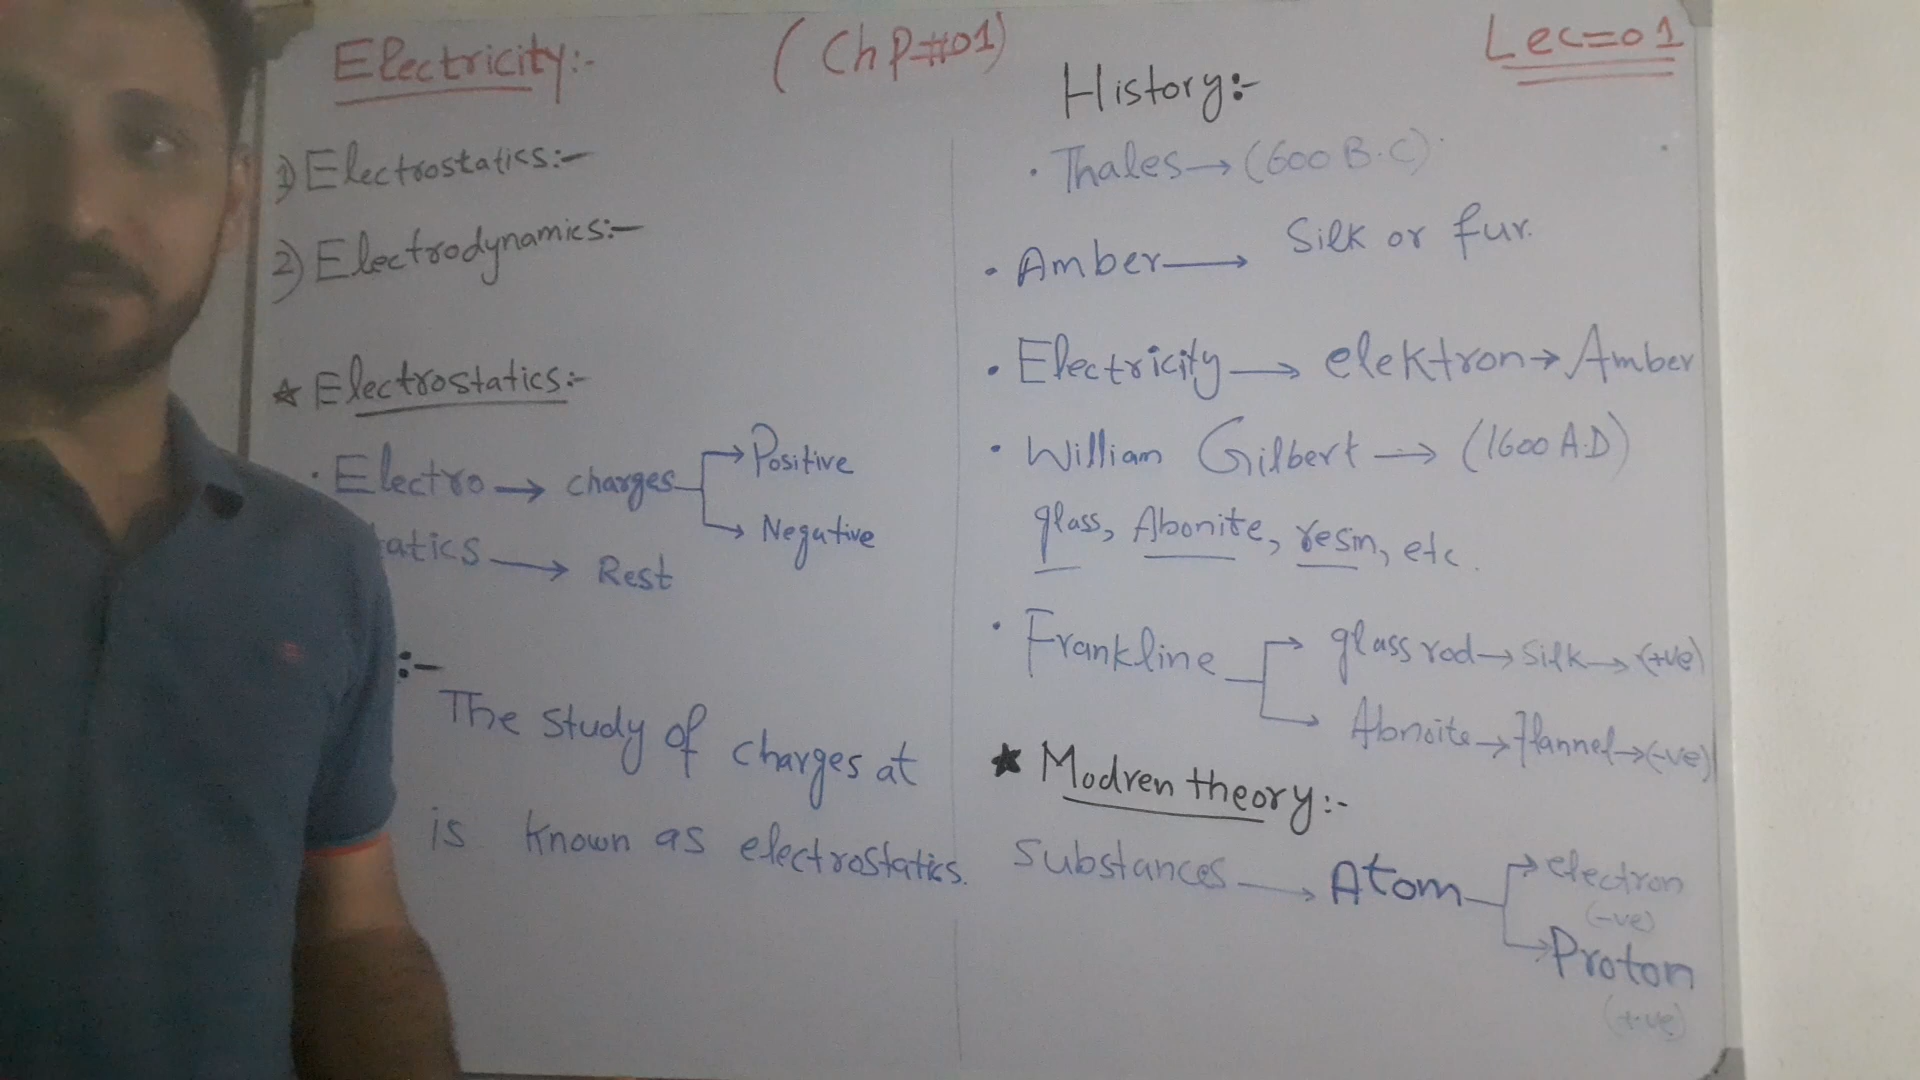 Electricity:-
(ChP#01)
Lec=01
1) Electrostatics:-
2) Electrodynamics:-
★ Electrostatics:-
· Electro → charges → Positive
→ Negative
atics → Rest
:-
The study of charges at
is known as electrostatics.
History:-
· Thales → (600 B.C)
· Amber → Silk or fur.
· Electricity → elektron → Amber
· William Gilbert → (1600 A.D)
glass, Abonite, resin, etc.
· Frankline → glass rod → Silk → (+ve)
→ Abnoite → flannel → (-ve)
★ Modren theory:-
Substances → Atom → electron
(-ve)
→ Proton
(+ve)